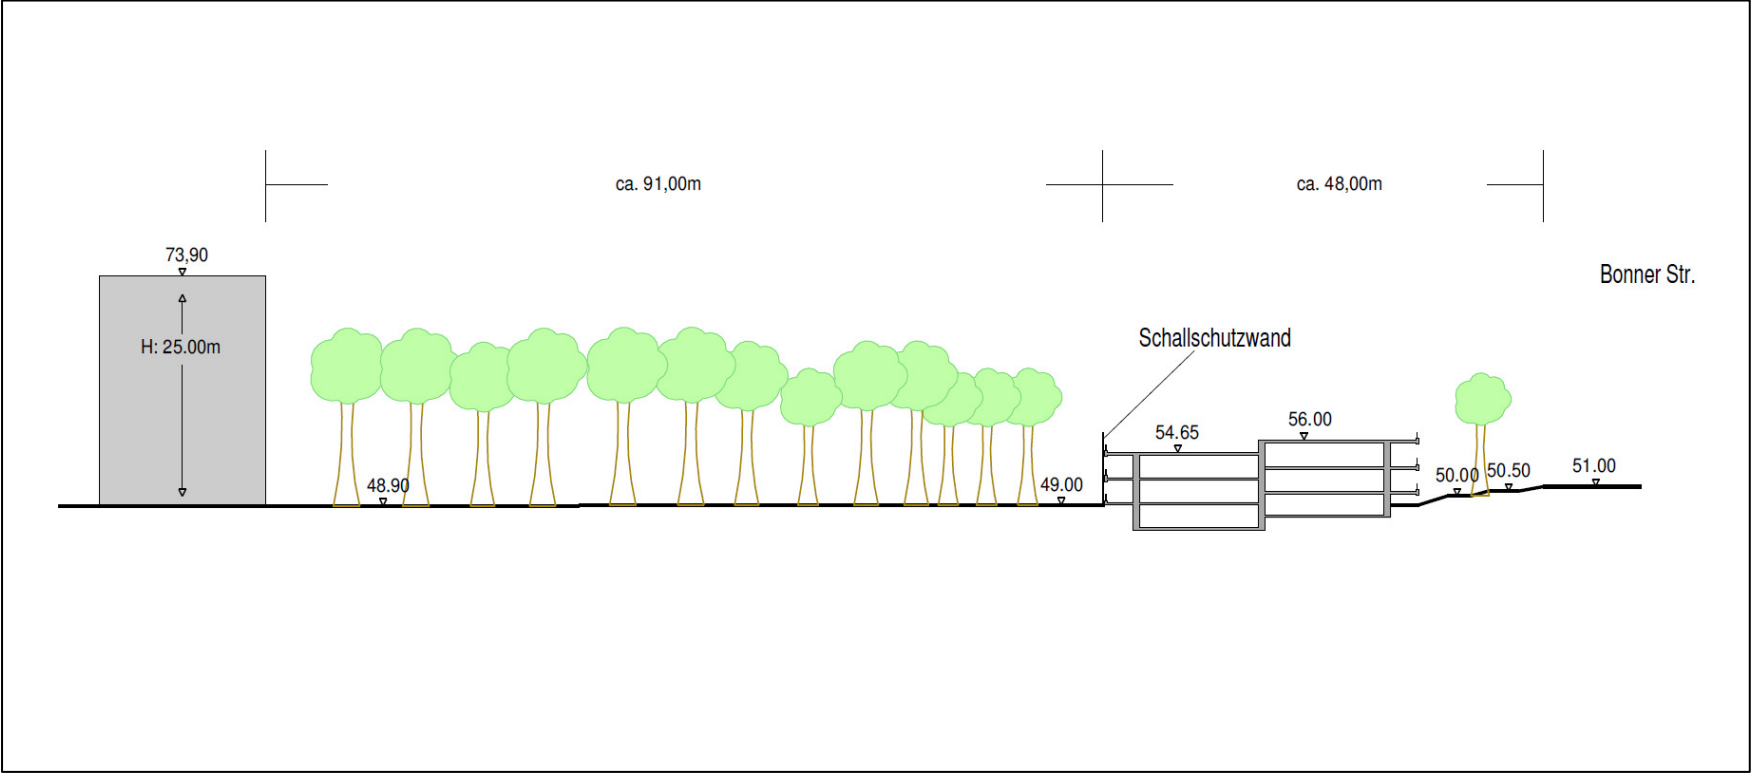 ca. 91,00m
ca. 48,00m
73,90
Bonner Str.
H: 25.00m
Schallschutzwand
54.65
56.00
48.90
49.00
50.00
50.50
51.00